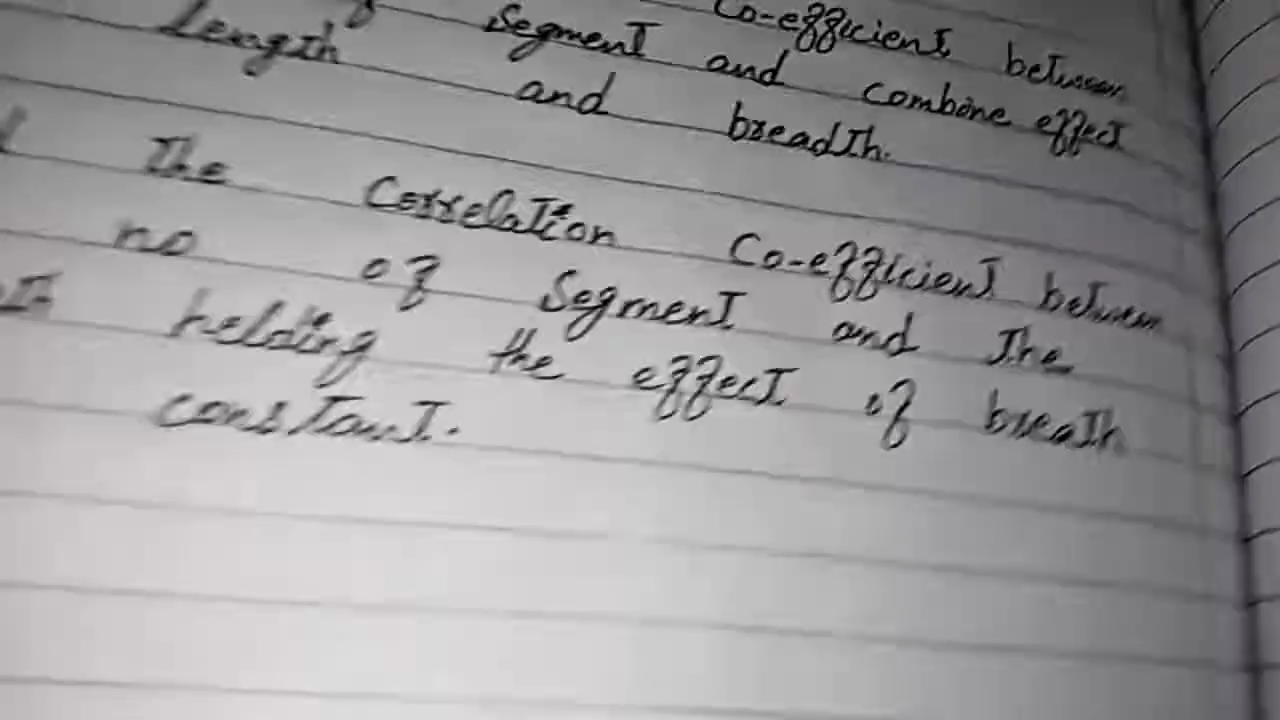 Co-efficient between
Segment and combine effect
Length and breadth.
The Correlation Co-efficient between
no of Segment and The
holding the effect of breath
constant.